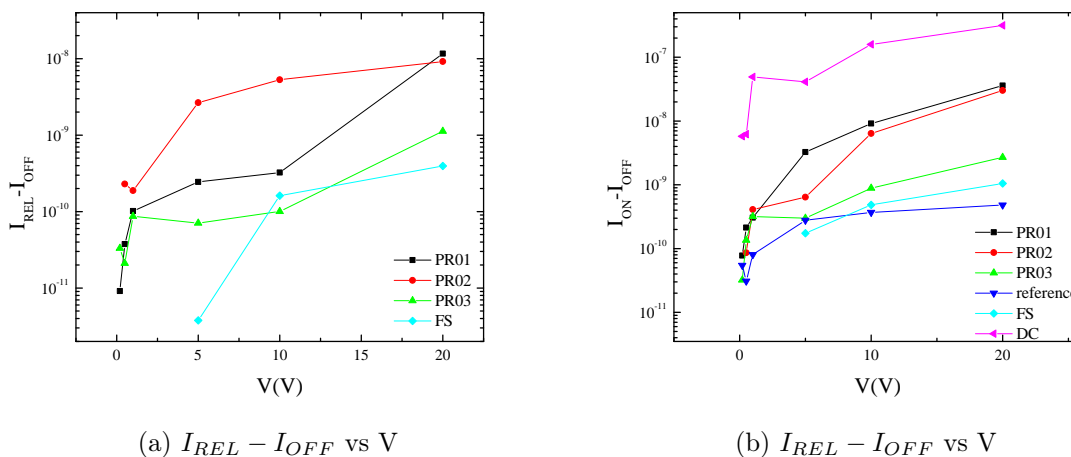 I_REL-I_OFF
10^-8
10^-9
10^-10
10^-11
0 5 10 15 20
V(V)
PR01
PR02
PR03
FS
(a) I_REL − I_OFF vs V
I_ON-I_OFF
10^-7
10^-8
10^-9
10^-10
10^-11
0 10 20
V(V)
PR01
PR02
PR03
reference
FS
DC
(b) I_REL − I_OFF vs V